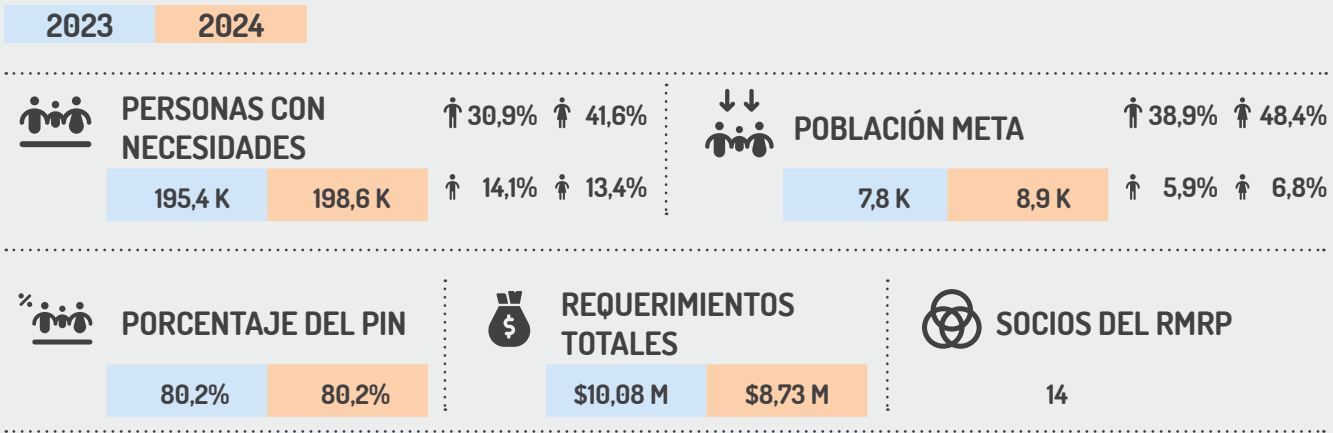 2023 2024
PERSONAS CON
NECESIDADES
30,9% 41,6%
195,4 K 198,6 K
14,1% 13,4%
POBLACIÓN META
38,9% 48,4%
7,8 K 8,9 K
5,9% 6,8%
% PORCENTAJE DEL PIN
80,2% 80,2%
$ REQUERIMIENTOS
TOTALES
$10,08 M $8,73 M
SOCIOS DEL RMRP
14